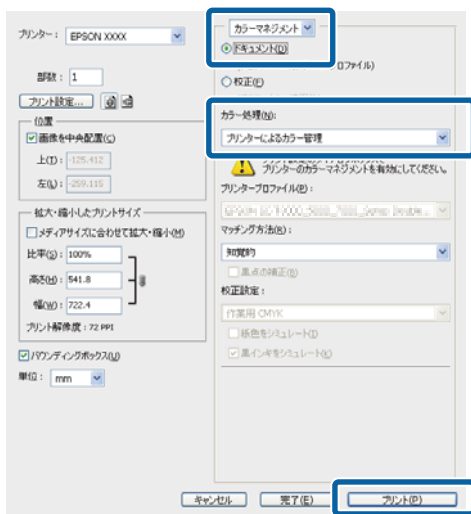 プリンター： EPSON XXXX
部数： 1
プリント設定...
位置
画像を中央配置(C)
上(T)： -125.412
左(L)： -259.115
拡大・縮小したプリントサイズ
メディアサイズに合わせて拡大・縮小(M)
比率(S)： 100%
高さ(H)： 541.8
幅(W)： 722.4
プリント解像度：72 PPI
バウンディングボックス(U)
単位： mm
カラーマネジメント
ドキュメント(D)
ロファイル)
校正(F)
カラー処理(N)：
プリンターによるカラー管理
プリンターのカラーマネジメントを有効にしてください。
プリンタープロファイル(P)：
マッチング方法(R)：
知覚的
黒点の補正(B)
校正設定：
作業用 CMYK
紙色をシミュレート(I)
黒インキをシミュレート(K)
キャンセル
完了(E)
プリント(P)